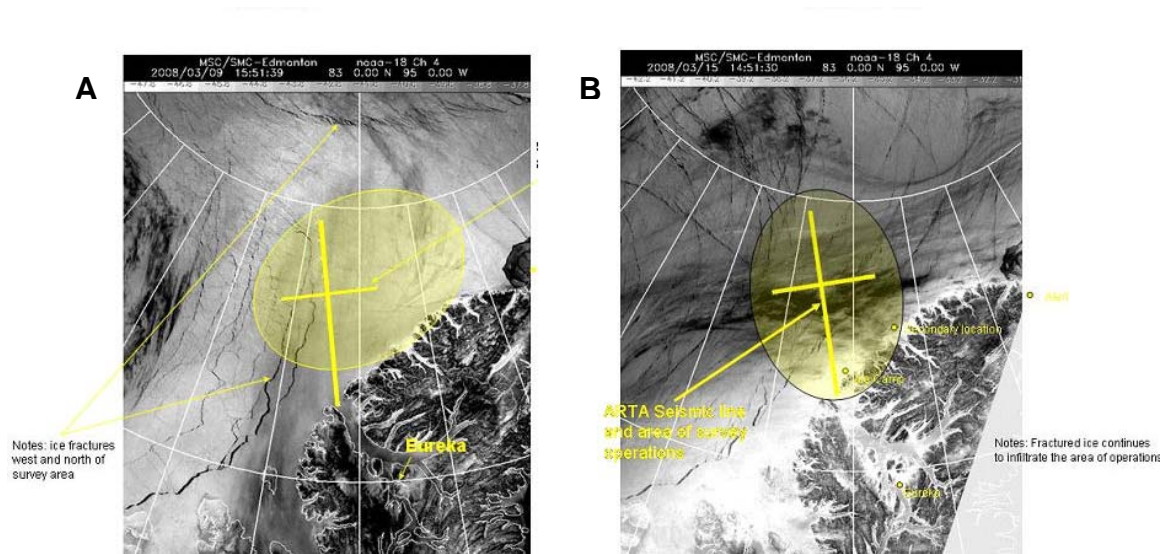 A
MSC/SMC-Edmonton noaa-18 Ch 4
2008/03/09 15:51:39 83 0.00 N 95 0.00 W
Notes: ice fractures
west and north of
survey area
Eureka
B
MSC/SMC-Edmonton noaa-18 Ch 4
2008/03/15 14:51:30 83 0.00 N 95 0.00 W
Alert
Secondary location
Ice Camp
ARTA Seismic line
and area of survey
operations
Eureka
Notes: Fractured ice continues
to infiltrate the area of operations